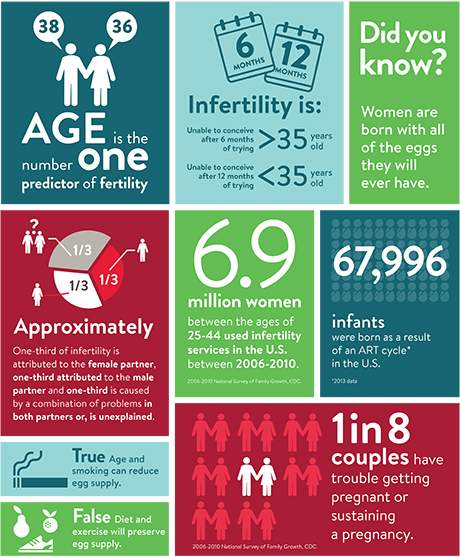 38
36
AGE is the
number one
predictor of fertility
6
MONTHS
12
MONTHS
Infertility is:
Unable to conceive
after 6 months
of trying
>35 years
old
Unable to conceive
after 12 months
of trying
<35 years
old
Did you
know?
Women are
born with all
of the eggs
they will
ever have.
?
1/3
1/3
1/3
Approximately
One-third of infertility is
attributed to the female partner,
one-third attributed to the male
partner and one-third is caused
by a combination of problems in
both partners or, is unexplained.
6.9
million women
between the ages of
25-44 used infertility
services in the U.S.
between 2006-2010.
2006-2010 National Survey of Family Growth, CDC.
67,996
infants
were born as a result
of an ART cycle*
in the U.S.
*2013 data
True Age and
smoking can reduce
egg supply.
False Diet and
exercise will preserve
egg supply.
1 in 8
couples have
trouble getting
pregnant or
sustaining
a pregnancy.
2006-2010 National Survey of Family Growth, CDC